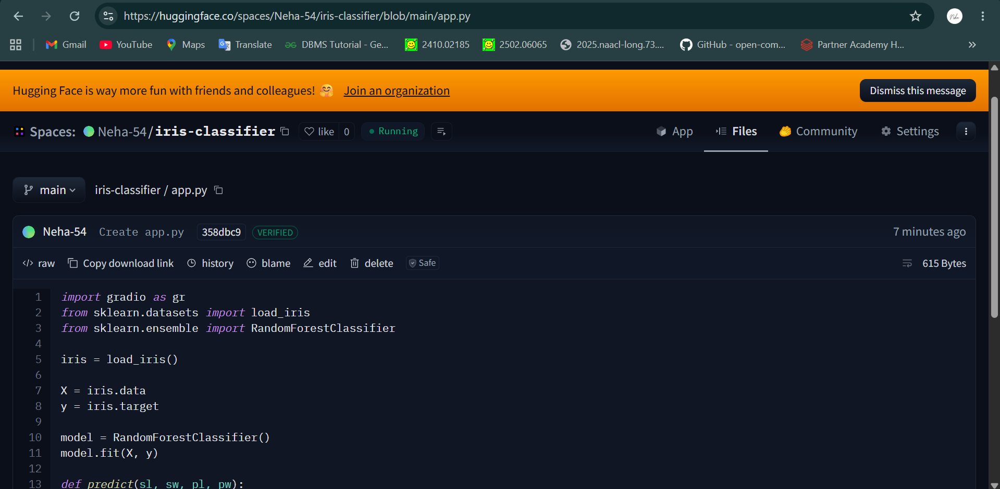 https://huggingface.co/spaces/Neha-54/iris-classifier/blob/main/app.py
Gmail YouTube Maps Translate DBMS Tutorial - Ge... 2410.02185 2502.06065 2025.naacl-long.73.... GitHub - open-com... Partner Academy H...
Hugging Face is way more fun with friends and colleagues! 🤗 Join an organization Dismiss this message
Spaces: Neha-54/iris-classifier like 0 Running App Files Community Settings
main iris-classifier / app.py
Neha-54 Create app.py 358dbc9 VERIFIED 7 minutes ago
raw Copy download link history blame edit delete Safe 615 Bytes
1 import gradio as gr
2 from sklearn.datasets import load_iris
3 from sklearn.ensemble import RandomForestClassifier
4
5 iris = load_iris()
6
7 X = iris.data
8 y = iris.target
9
10 model = RandomForestClassifier()
11 model.fit(X, y)
12
13 def predict(sl, sw, pl, pw):